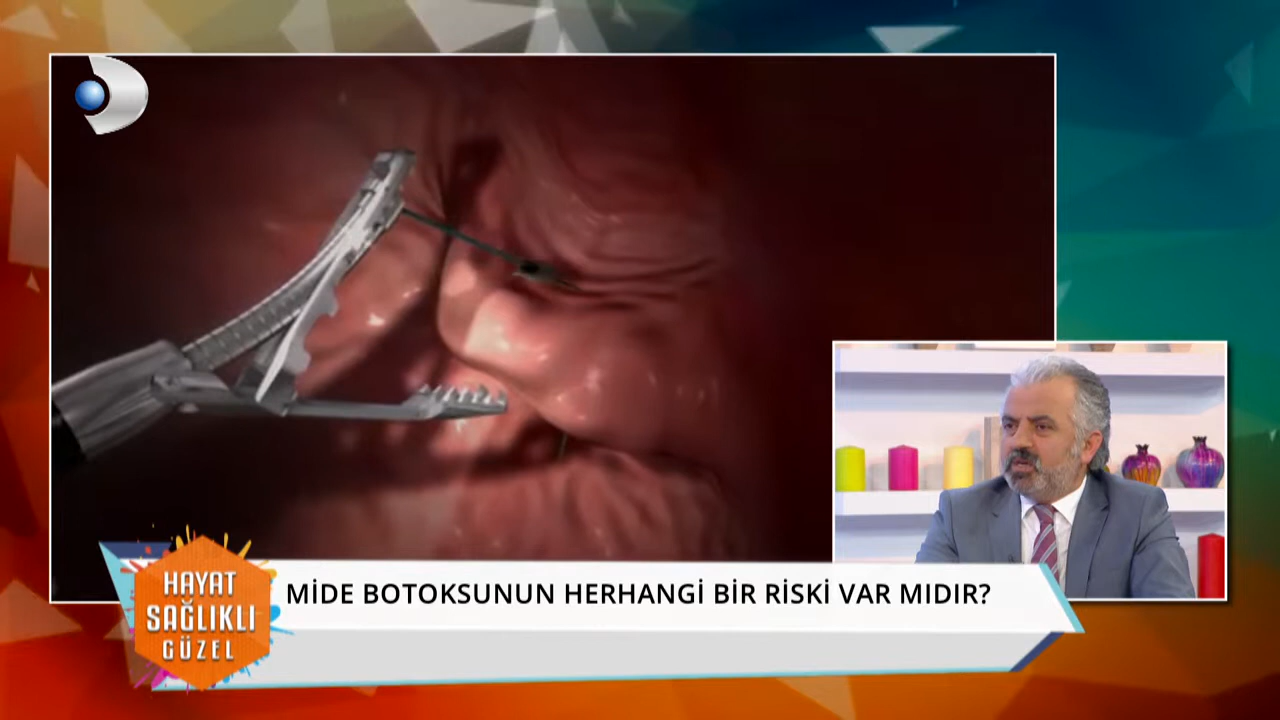 HAYAT
SAĞLIKLI
GÜZEL
MİDE BOTOKSUNUN HERHANGİ BİR RİSKİ VAR MIDIR?